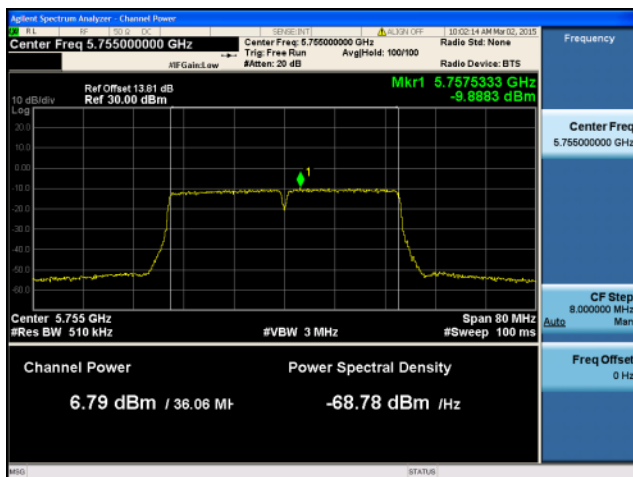 Agilent Spectrum Analyzer - Channel Power
RL RF 50 Ω DC SENSE:INT ALIGN OFF 10:02:14 AM Mar 02, 2015
Center Freq 5.755000000 GHz
Center Freq: 5.755000000 GHz
Radio Std: None
Trig: Free Run Avg|Hold: 100/100
#IFGain:Low #Atten: 20 dB Radio Device: BTS
Mkr1 5.7575333 GHz
-9.8883 dBm
Ref Offset 13.81 dB
10 dB/div Ref 30.00 dBm
Log
20.0
10.0
0.00
-10.0
-20.0
-30.0
-40.0
-50.0
-60.0
1
Center 5.755 GHz Span 80 MHz
#Res BW 510 kHz #VBW 3 MHz #Sweep 100 ms
Channel Power Power Spectral Density
6.79 dBm / 36.06 MH -68.78 dBm /Hz
MSG STATUS
Frequency
Center Freq
5.755000000 GHz
CF Step
8.000000 MHz
Auto Man
Freq Offset
0 Hz